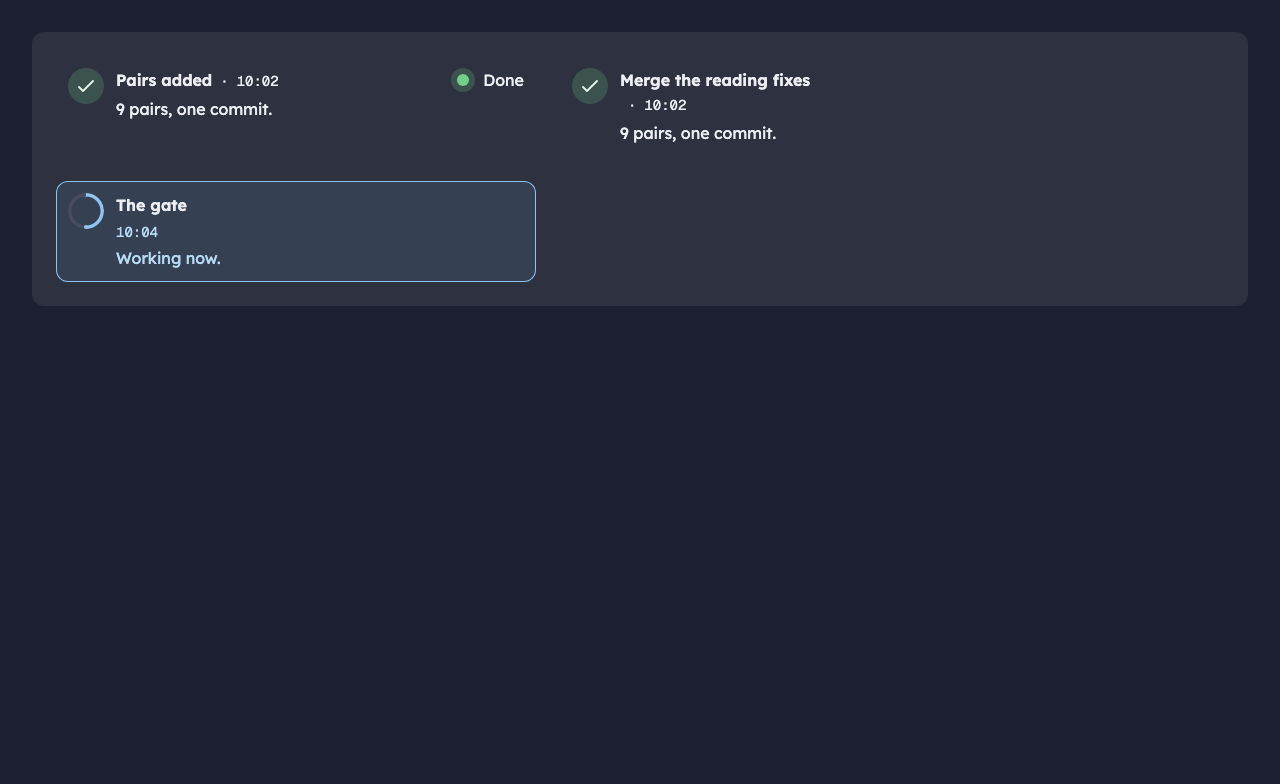 Pairs added · 10:02
9 pairs, one commit.
Done
Merge the reading fixes
· 10:02
9 pairs, one commit.
The gate
10:04
Working now.